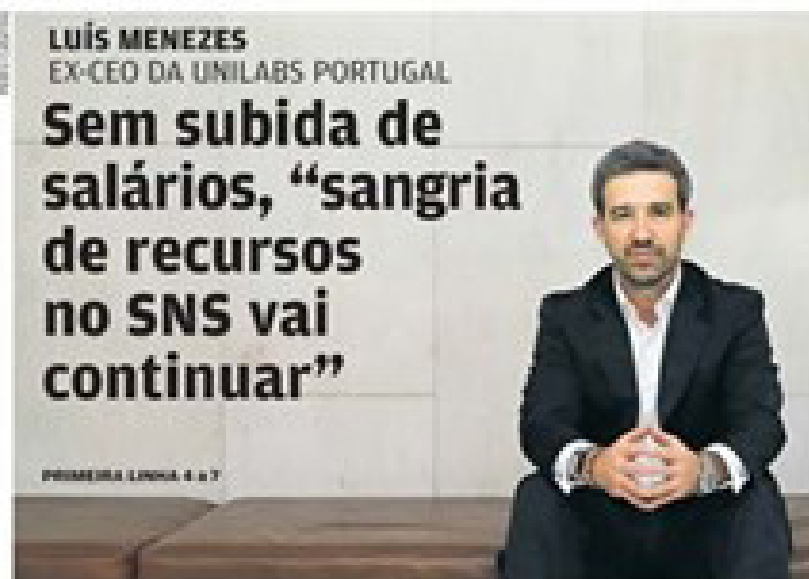 LUÍS MENEZES
EX-CEO DA UNILABS PORTUGAL
Sem subida de
salários, “sangria
de recursos
no SNS vai
continuar”
PRIMEIRA LINHA 4 a 7